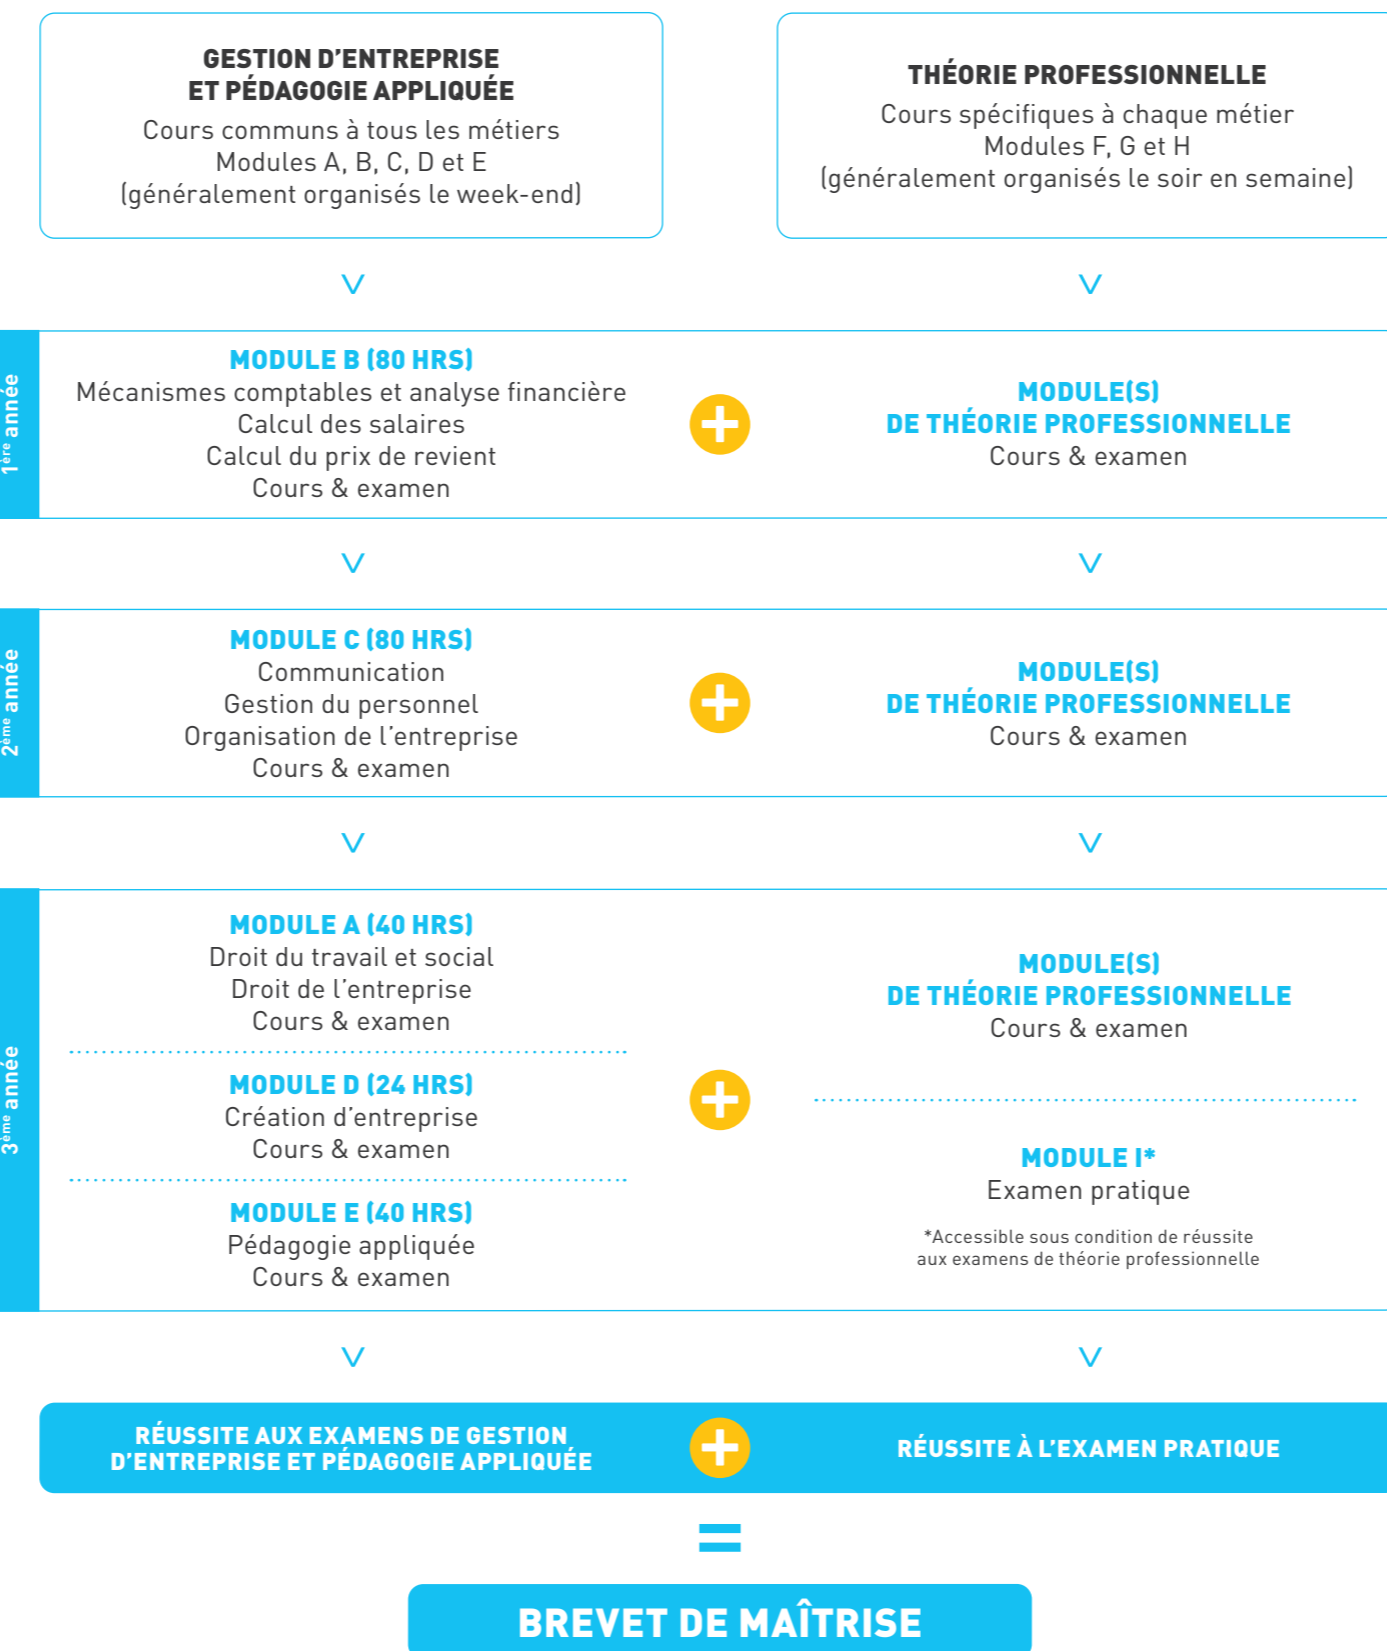 GESTION D'ENTREPRISE
ET PÉDAGOGIE APPLIQUÉE
Cours communs à tous les métiers
Modules A, B, C, D et E
(généralement organisés le week-end)
THÉORIE PROFESSIONNELLE
Cours spécifiques à chaque métier
Modules F, G et H
(généralement organisés le soir en semaine)
1ère année
MODULE B (80 HRS)
Mécanismes comptables et analyse financière
Calcul des salaires
Calcul du prix de revient
Cours & examen
+
MODULE(S)
DE THÉORIE PROFESSIONNELLE
Cours & examen
2ème année
MODULE C (80 HRS)
Communication
Gestion du personnel
Organisation de l'entreprise
Cours & examen
+
MODULE(S)
DE THÉORIE PROFESSIONNELLE
Cours & examen
3ème année
MODULE A (40 HRS)
Droit du travail et social
Droit de l'entreprise
Cours & examen
MODULE D (24 HRS)
Création d'entreprise
Cours & examen
MODULE E (40 HRS)
Pédagogie appliquée
Cours & examen
+
MODULE(S)
DE THÉORIE PROFESSIONNELLE
Cours & examen
MODULE I*
Examen pratique
*Accessible sous condition de réussite
aux examens de théorie professionnelle
RÉUSSITE AUX EXAMENS DE GESTION
D'ENTREPRISE ET PÉDAGOGIE APPLIQUÉE
+
RÉUSSITE À L'EXAMEN PRATIQUE
=
BREVET DE MAÎTRISE